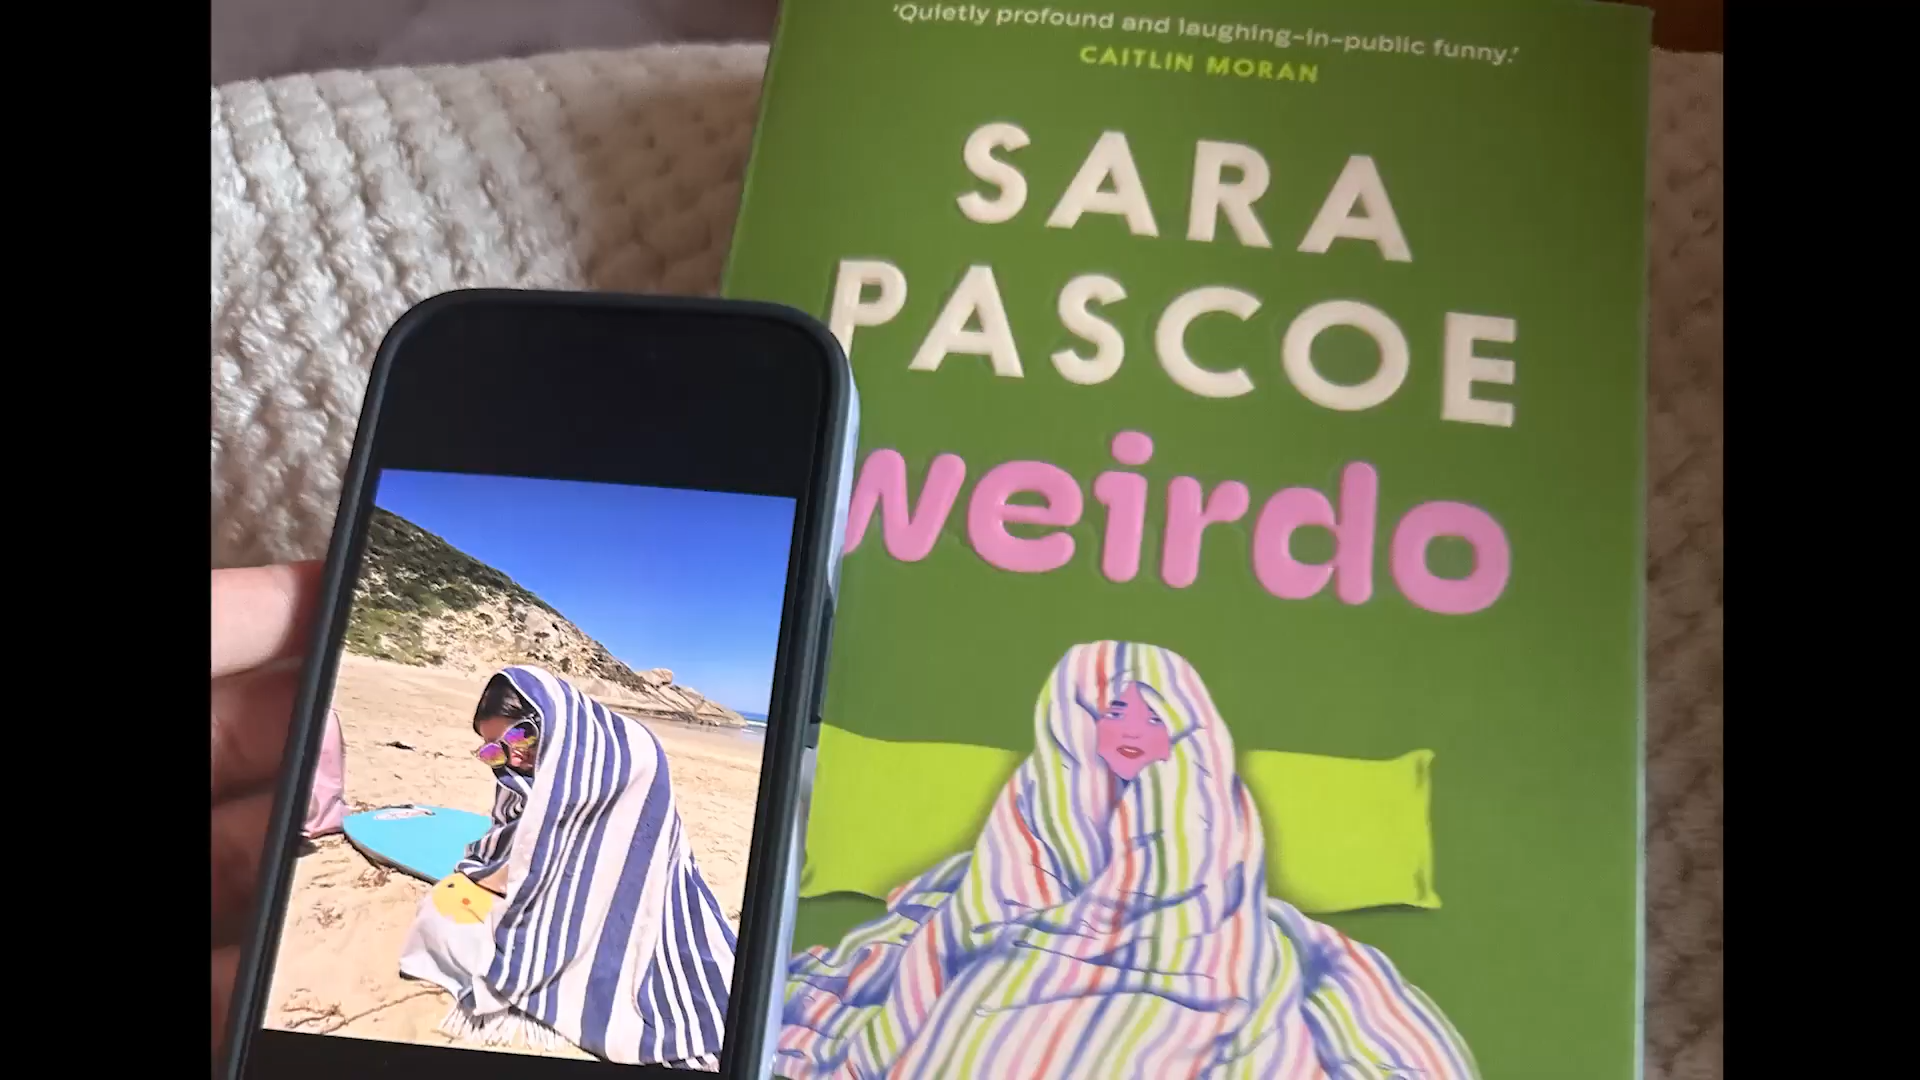 'Quietly profound and laughing-in-public funny.'
CAITLIN MORAN
SARA
PASCOE
weirdo